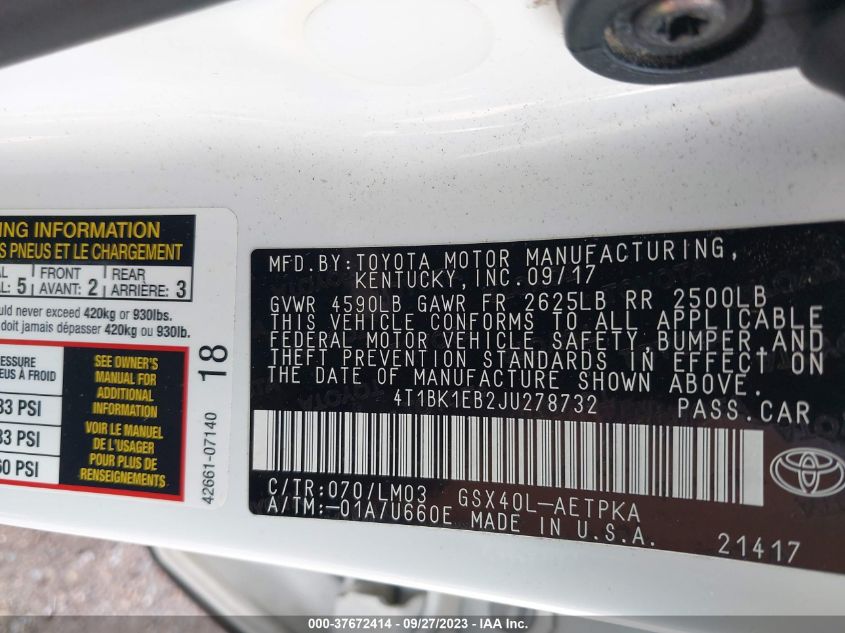 ING INFORMATION
S PNEUS ET LE CHARGEMENT
AL FRONT REAR
L: 5 AVANT: 2 ARRIÈRE: 3
ould never exceed 420kg or 930lbs.
doit jamais dépasser 420kg ou 930lb.
RESSURE
EUS À FROID
33 PSI
33 PSI
60 PSI
SEE OWNER'S
MANUAL FOR
ADDITIONAL
INFORMATION
VOIR LE MANUEL
DE L'USAGER
POUR PLUS DE
RENSEIGNEMENTS
42661-07140 18
MFD.BY:TOYOTA MOTOR MANUFACTURING,
KENTUCKY,INC.09/17
GVWR 4590LB GAWR FR 2625LB RR 2500LB
THIS VEHICLE CONFORMS TO ALL APPLICABLE
FEDERAL MOTOR VEHICLE SAFETY,BUMPER,AND
THEFT PREVENTION STANDARDS IN EFFECT ON
THE DATE OF MANUFACTURE SHOWN ABOVE.
4T1BK1EB2JU278732 PASS.CAR
C/TR:070/LM03 GSX40L-AETPKA
A/TM:-01A/U660E MADE IN U.S.A.
21417
TOYOTA
000-37672414 - 09/27/2023 - IAA Inc.